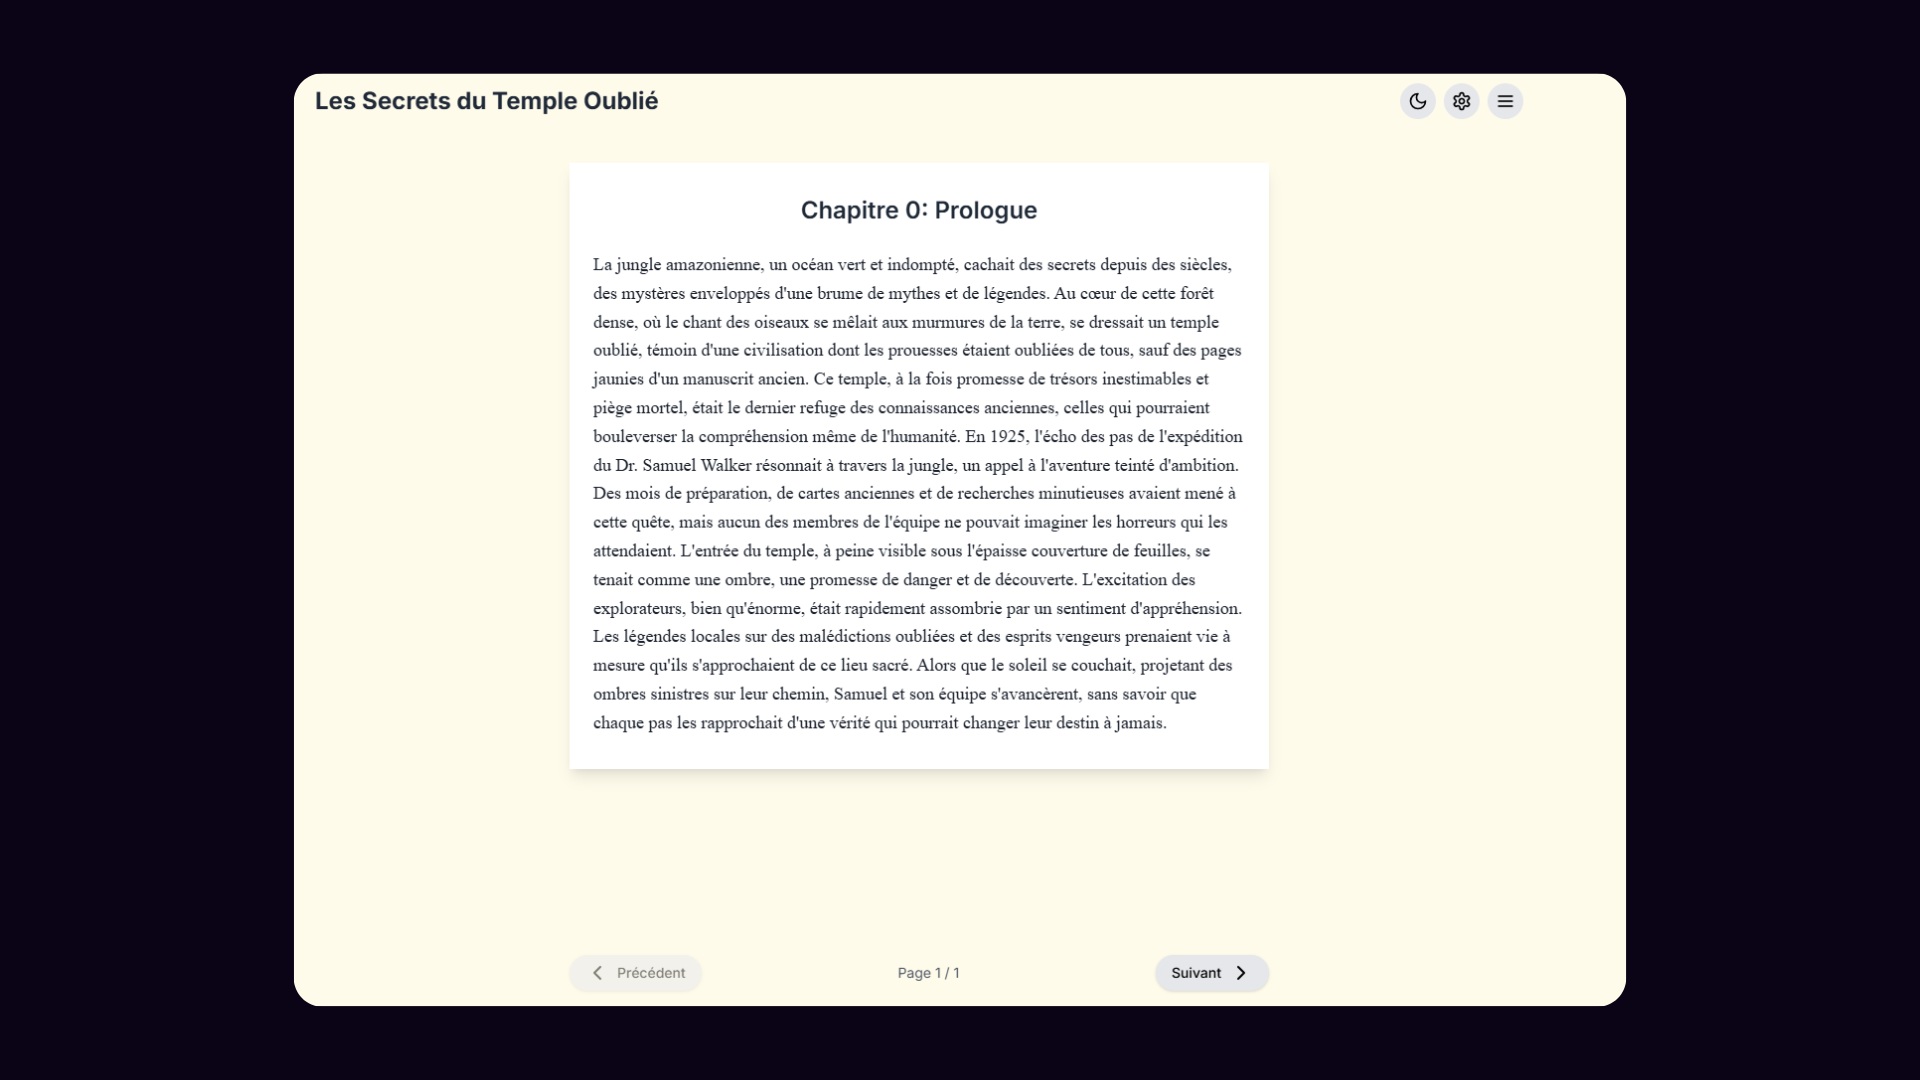 Les Secrets du Temple Oublié
Chapitre 0: Prologue
La jungle amazonienne, un océan vert et indompté, cachait des secrets depuis des siècles,
des mystères enveloppés d'une brume de mythes et de légendes. Au cœur de cette forêt
dense, où le chant des oiseaux se mêlait aux murmures de la terre, se dressait un temple
oublié, témoin d'une civilisation dont les prouesses étaient oubliées de tous, sauf des pages
jaunies d'un manuscrit ancien. Ce temple, à la fois promesse de trésors inestimables et
piège mortel, était le dernier refuge des connaissances anciennes, celles qui pourraient
bouleverser la compréhension même de l'humanité. En 1925, l'écho des pas de l'expédition
du Dr. Samuel Walker résonnait à travers la jungle, un appel à l'aventure teinté d'ambition.
Des mois de préparation, de cartes anciennes et de recherches minutieuses avaient mené à
cette quête, mais aucun des membres de l'équipe ne pouvait imaginer les horreurs qui les
attendaient. L'entrée du temple, à peine visible sous l'épaisse couverture de feuilles, se
tenait comme une ombre, une promesse de danger et de découverte. L'excitation des
explorateurs, bien qu'énorme, était rapidement assombrie par un sentiment d'appréhension.
Les légendes locales sur des malédictions oubliées et des esprits vengeurs prenaient vie à
mesure qu'ils s'approchaient de ce lieu sacré. Alors que le soleil se couchait, projetant des
ombres sinistres sur leur chemin, Samuel et son équipe s'avancèrent, sans savoir que
chaque pas les rapprochait d'une vérité qui pourrait changer leur destin à jamais.
Précédent
Page 1 / 1
Suivant